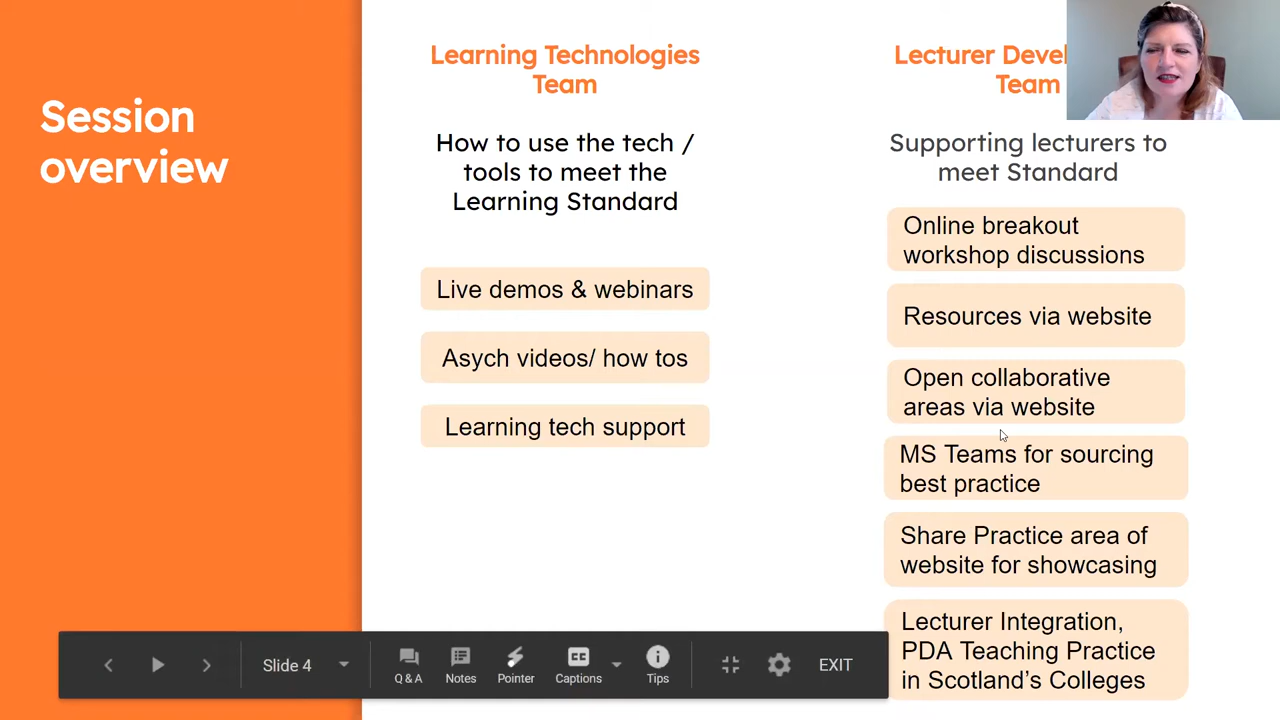 Session
overview
Learning Technologies
Team
How to use the tech /
tools to meet the
Learning Standard
Live demos & webinars
Asych videos/ how tos
Learning tech support
Lecturer
Team
Supporting lecturers to
meet Standard
Online breakout
workshop discussions
Resources via website
Open collaborative
areas via website
MS Teams for sourcing
best practice
Share Practice area of
website for showcasing
Lecturer Integration,
PDA Teaching Practice
in Scotland’s Colleges
Slide 4
Q & A
Notes
Pointer
CC
Captions
Tips
EXIT